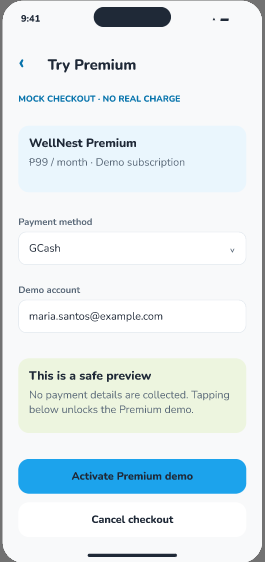 9:41
‹ Try Premium
MOCK CHECKOUT · NO REAL CHARGE
WellNest Premium
₱99 / month · Demo subscription
Payment method
GCash
Demo account
maria.santos@example.com
This is a safe preview
No payment details are collected. Tapping
below unlocks the Premium demo.
Activate Premium demo
Cancel checkout